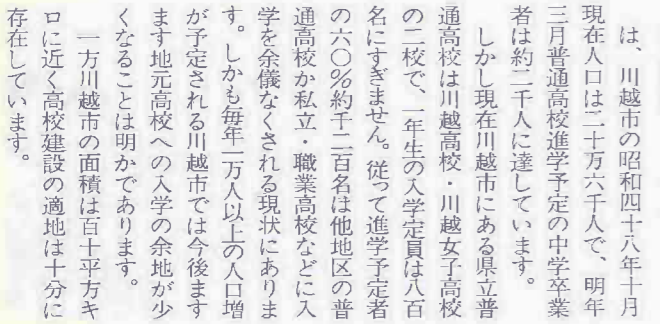 は、川越市の昭和四十八年十月
現在人口は二十万六千人で、明年
三月普通高校進学予定の中学卒業
者は約二千人に達しています。
しかし現在川越市にある県立普
通高校は川越高校・川越女子高校
の二校で、一年生の入学定員は八百
名にすぎません。従って進学予定者
の六〇%約千二百名は他地区の普
通高校か私立・職業高校などに入
学を余儀なくされる現状にありま
す。しかも毎年一万人以上の人口増
が予定される川越市では今後ます
ます地元高校への入学の余地が少
くなることは明かであります。
一方川越市の面積は百十平方キ
ロに近く高校建設の適地は十分に
存在しています。